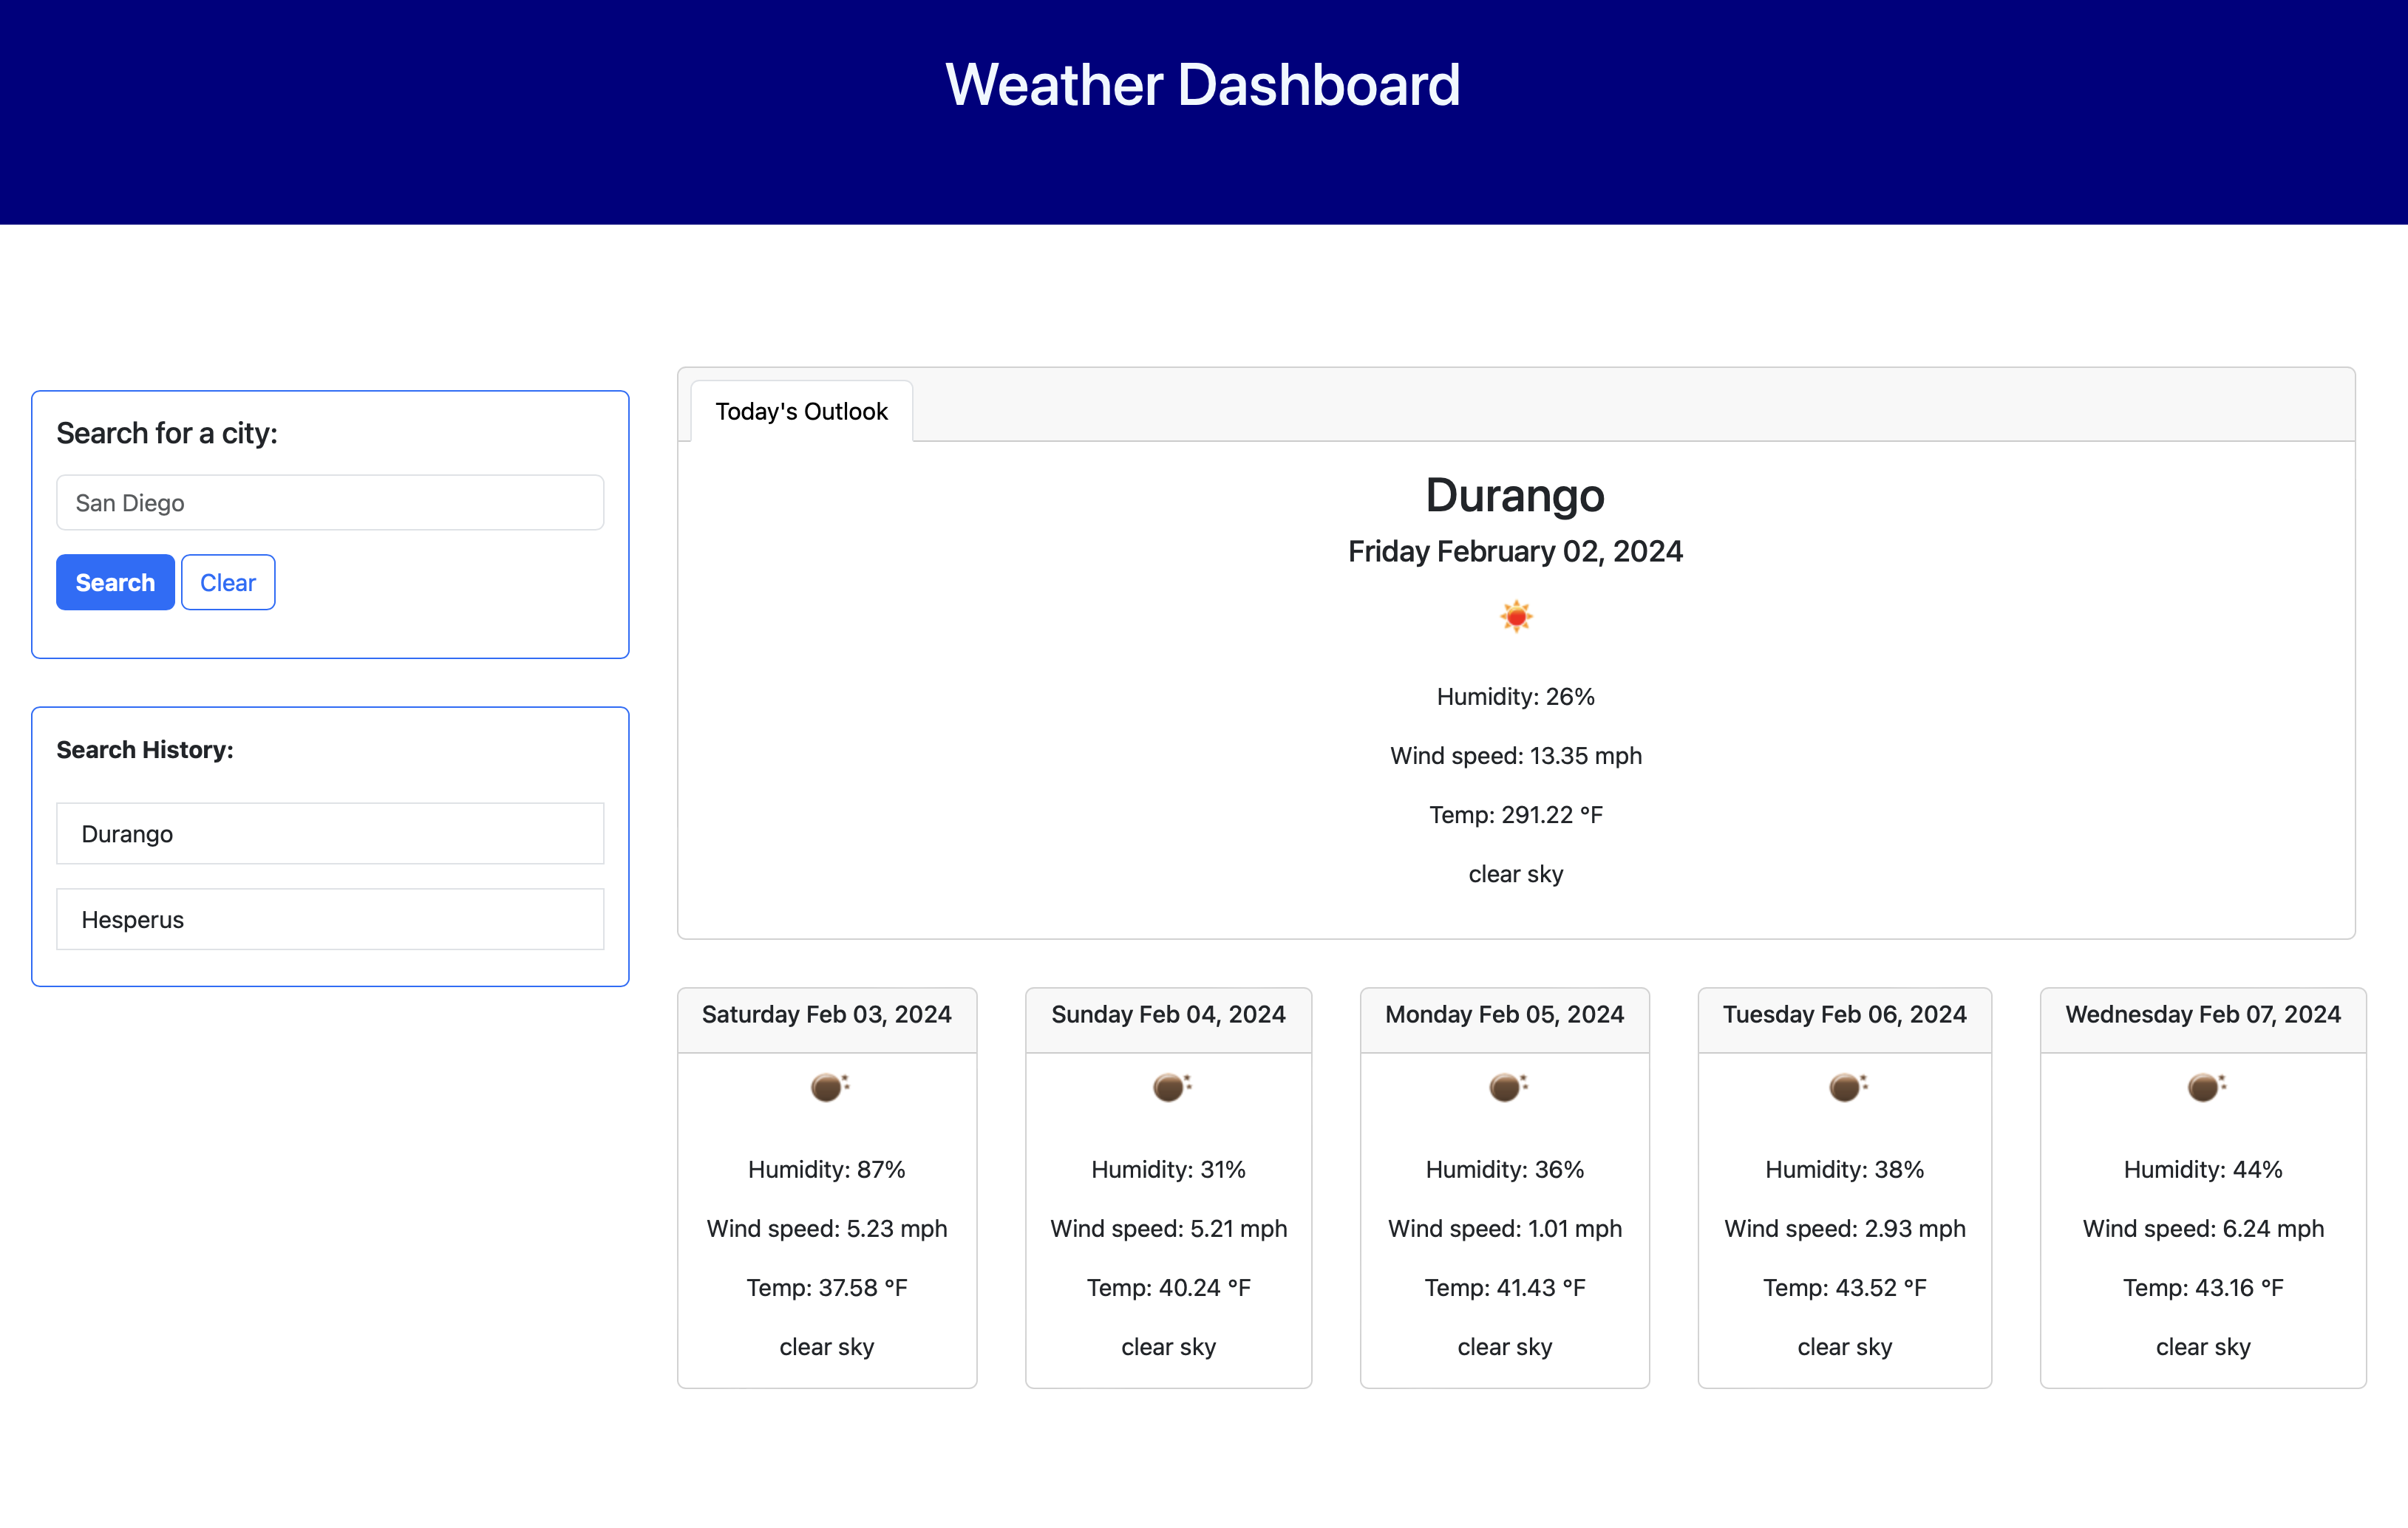 Weather Dashboard
Search for a city:
San Diego
Search
Clear
Search History:
Durango
Hesperus
Today's Outlook
Durango
Friday February 02, 2024
Humidity: 26%
Wind speed: 13.35 mph
Temp: 291.22 °F
clear sky
Saturday Feb 03, 2024
Humidity: 87%
Wind speed: 5.23 mph
Temp: 37.58 °F
clear sky
Sunday Feb 04, 2024
Humidity: 31%
Wind speed: 5.21 mph
Temp: 40.24 °F
clear sky
Monday Feb 05, 2024
Humidity: 36%
Wind speed: 1.01 mph
Temp: 41.43 °F
clear sky
Tuesday Feb 06, 2024
Humidity: 38%
Wind speed: 2.93 mph
Temp: 43.52 °F
clear sky
Wednesday Feb 07, 2024
Humidity: 44%
Wind speed: 6.24 mph
Temp: 43.16 °F
clear sky